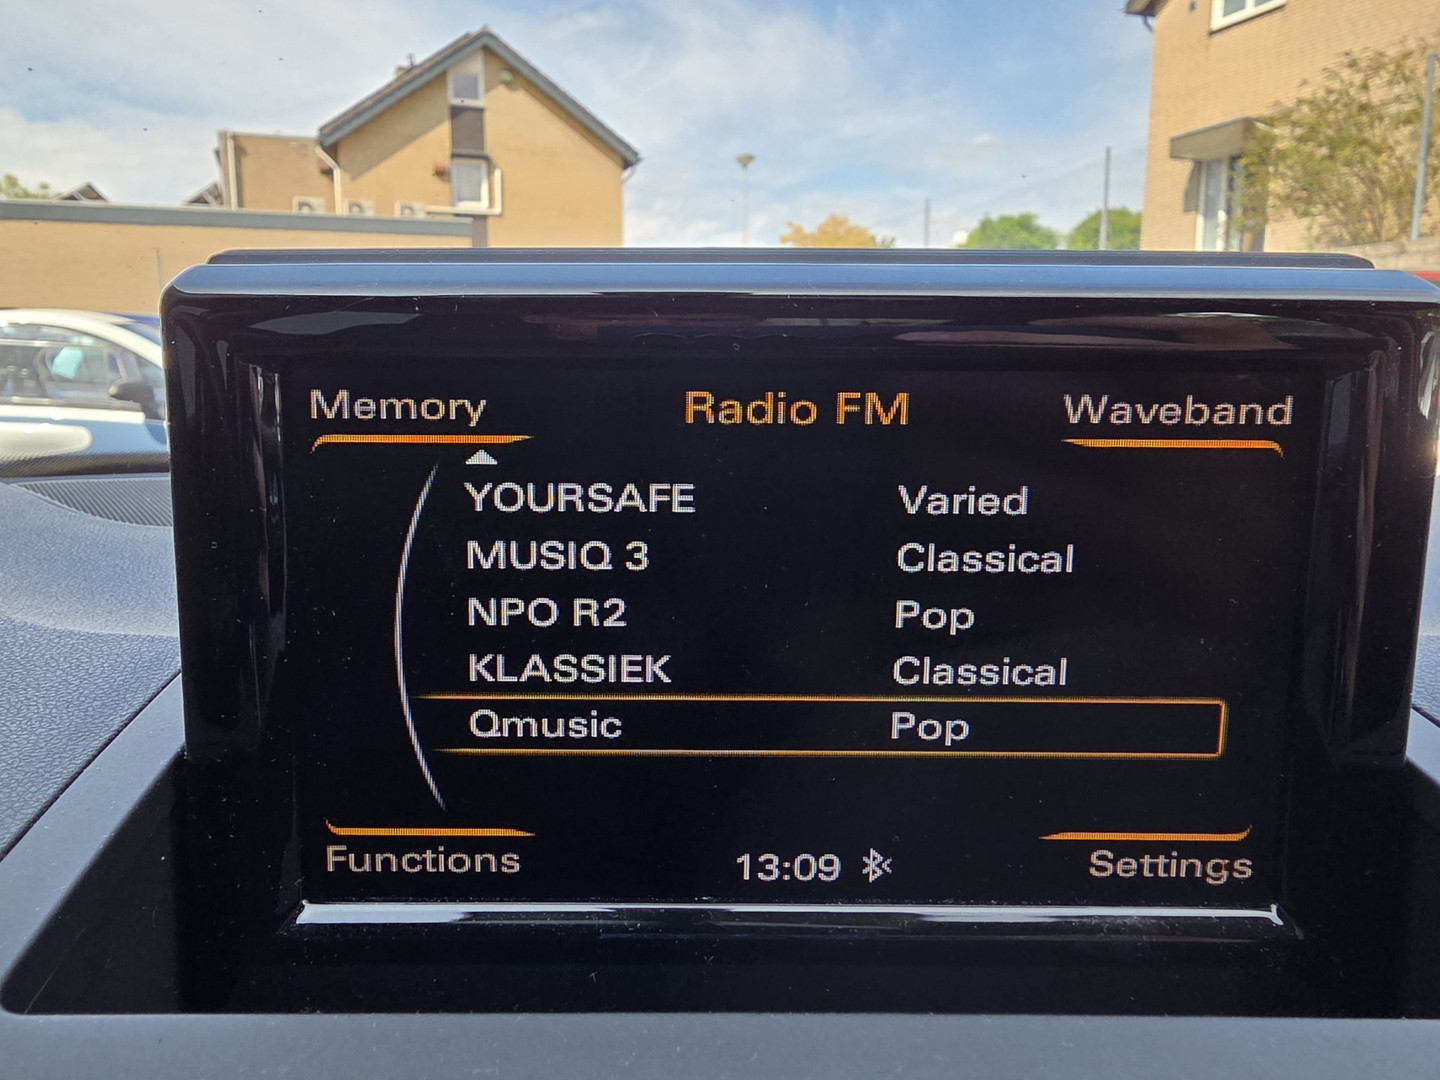 Memory Radio FM Waveband
YOURSAFE Varied
MUSIQ 3 Classical
NPO R2 Pop
KLASSIEK Classical
Qmusic Pop
Functions 13:09 Settings